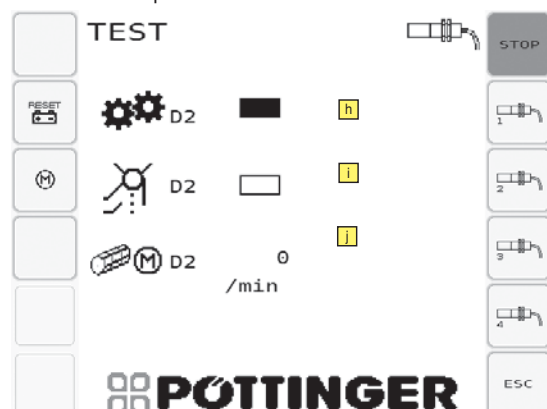 TEST
STOP
RESET
D2
h
1
M
D2
i
2
M D2
0
j
/min
3
4
PÖTTINGER
ESC